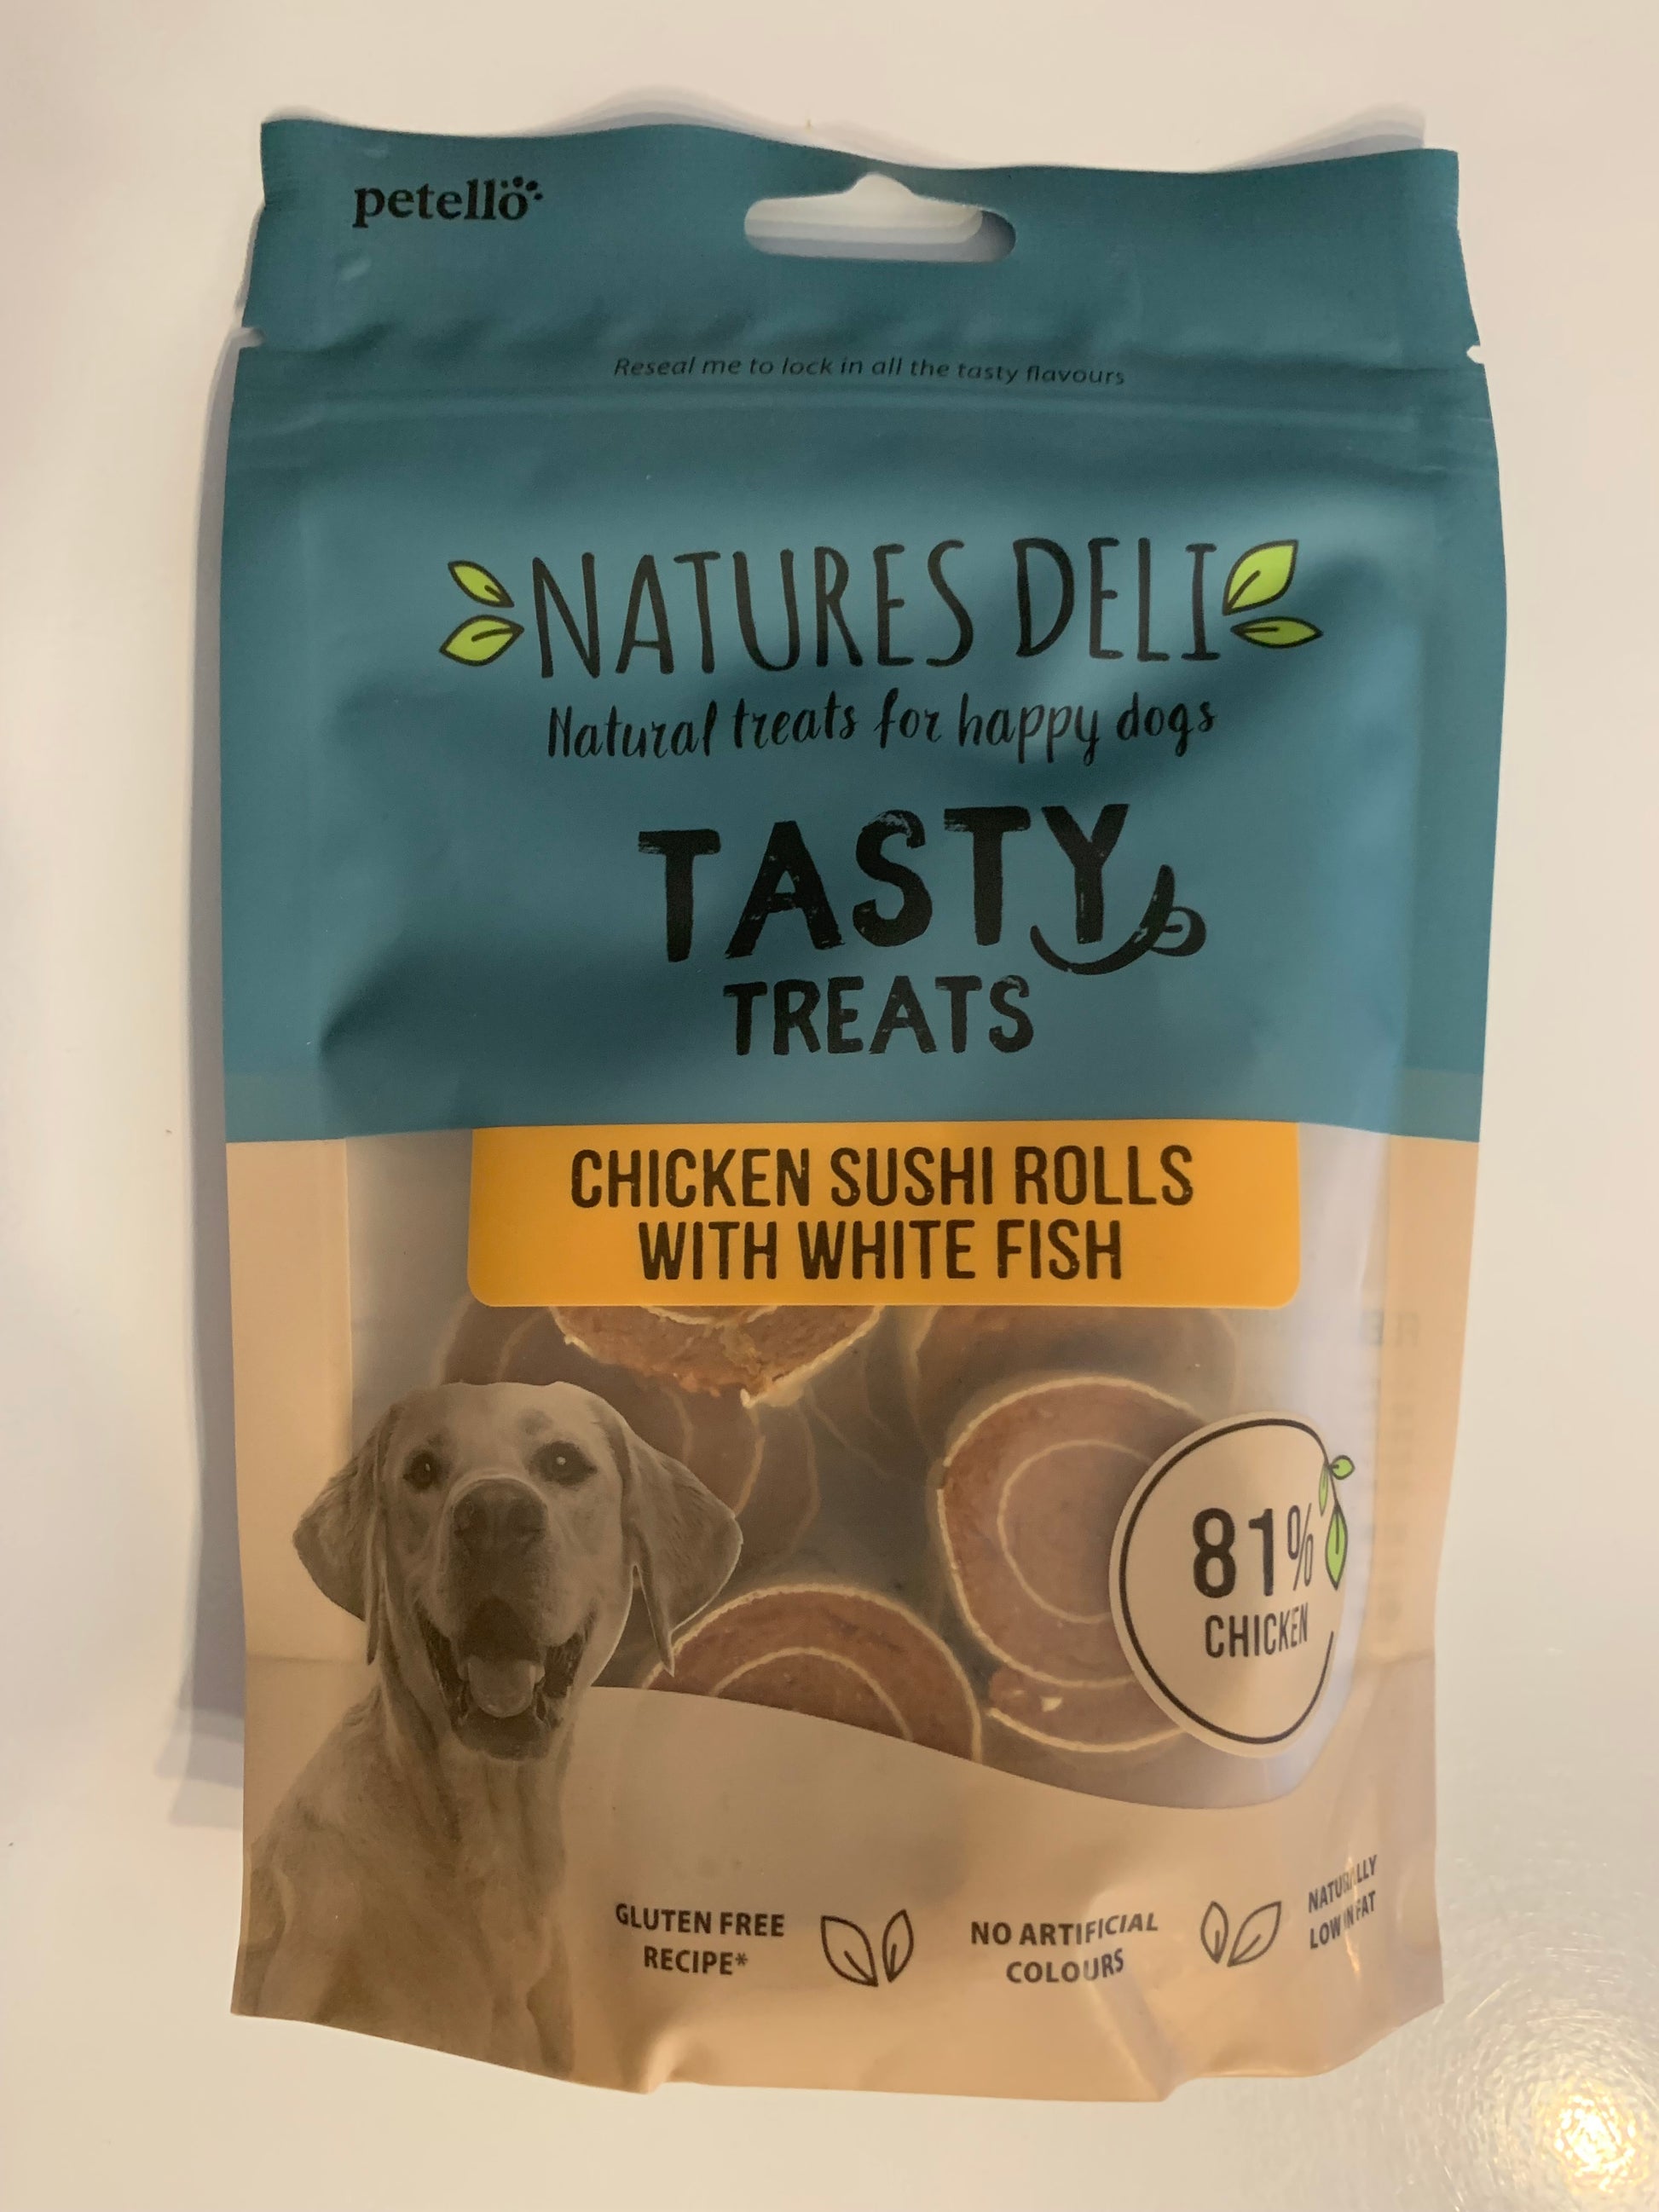 petello
Reseal me to lock in all the tasty flavours
NATURES DELI
Natural treats for happy dogs
TASTY
TREATS
CHICKEN SUSHI ROLLS
WITH WHITE FISH
81%
CHICKEN
GLUTEN FREE
RECIPE*
NO ARTIFICIAL
COLOURS
NATURALLY
LOW IN FAT